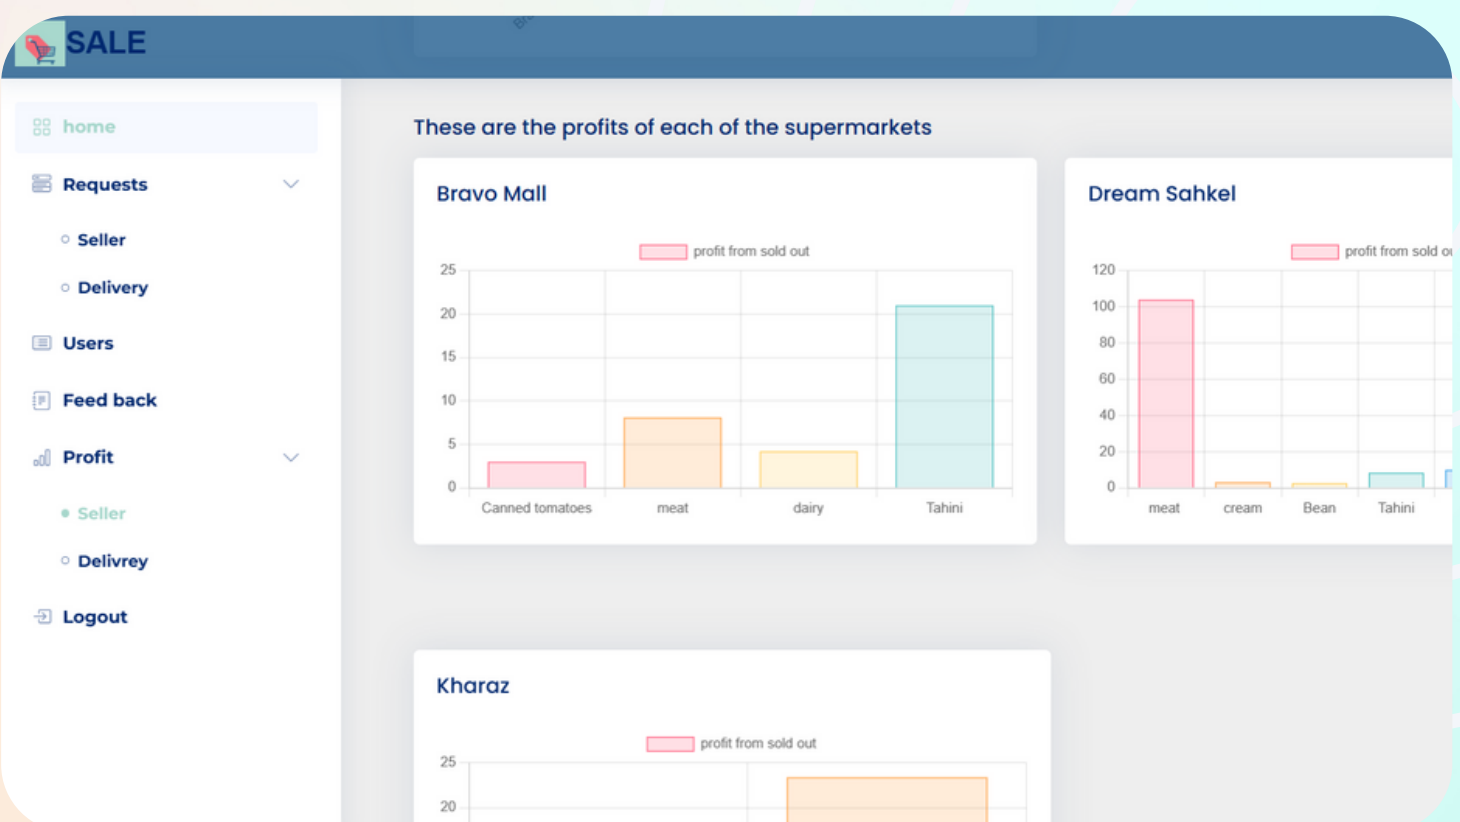 SALE
home
Requests
Seller
Delivery
Users
Feed back
Profit
Seller
Delivrey
Logout
These are the profits of each of the supermarkets
Bravo Mall
profit from sold out
25
20
15
10
5
0
Canned tomatoes meat dairy Tahini
Dream Sahkel
profit from sold
120
100
80
60
40
20
0
meat cream Bean Tahini
Kharaz
profit from sold out
25
20